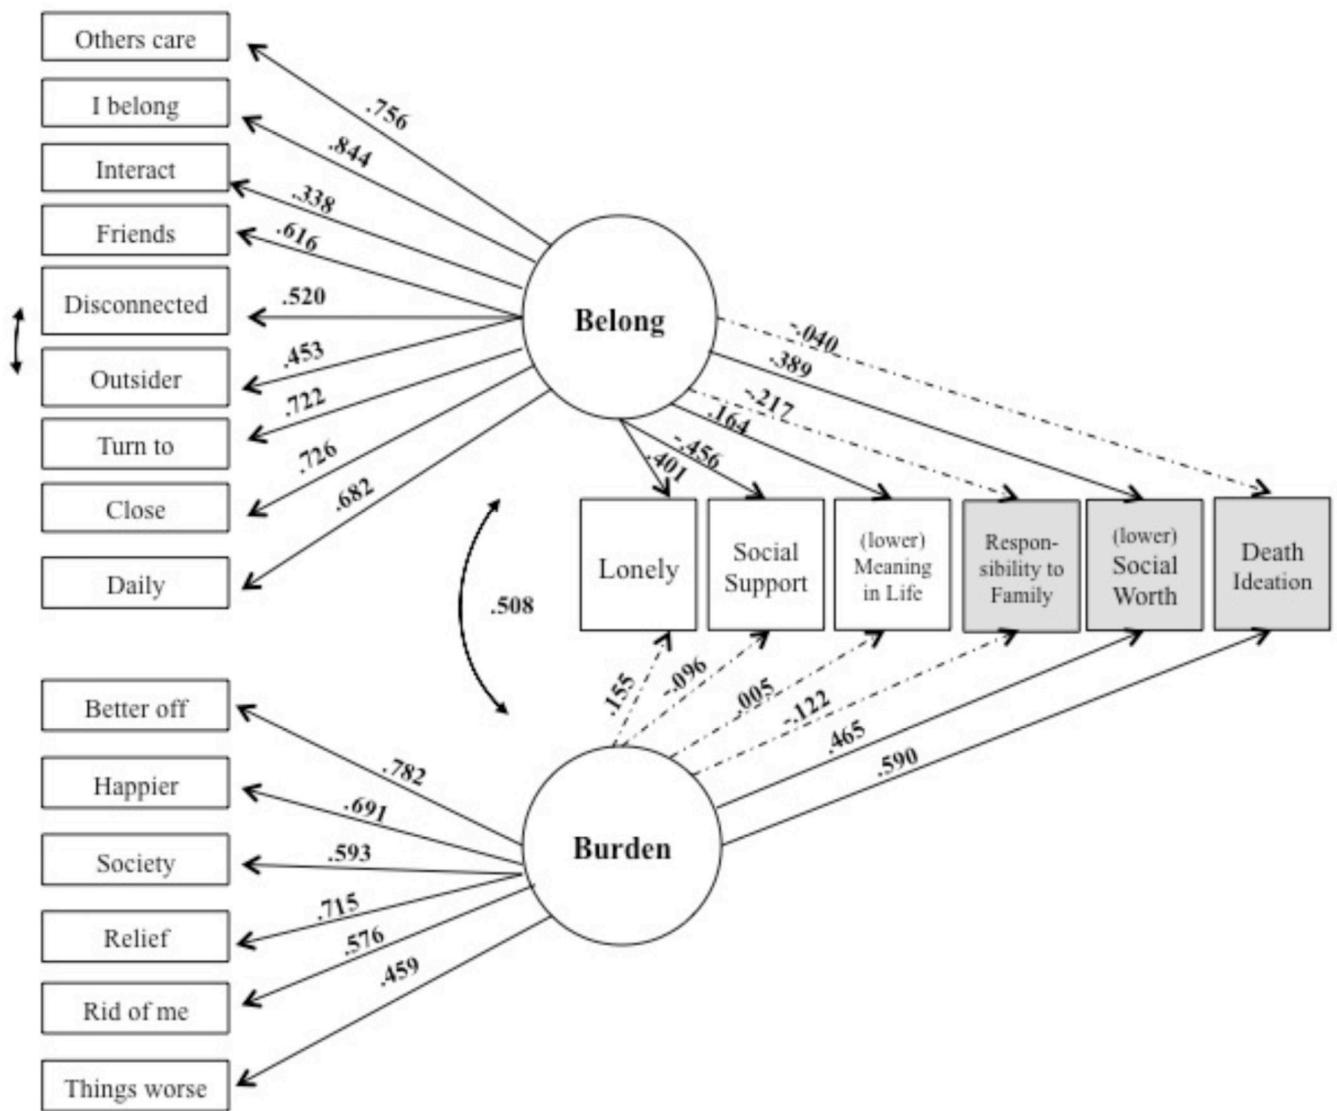 Others care
I belong
Interact
Friends
Disconnected
Outsider
Turn to
Close
Daily
.756
.844
.338
.616
.520
.453
.722
.726
.682
Belong
-.040
.389
-.217
.164
-.456
.401
.508
Lonely
Social
Support
(lower)
Meaning
in Life
Respon-
sibility to
Family
(lower)
Social
Worth
Death
Ideation
.155
-.096
.005
-.122
.465
.590
Better off
Happier
Society
Relief
Rid of me
Things worse
.782
.691
.593
.715
.576
.459
Burden